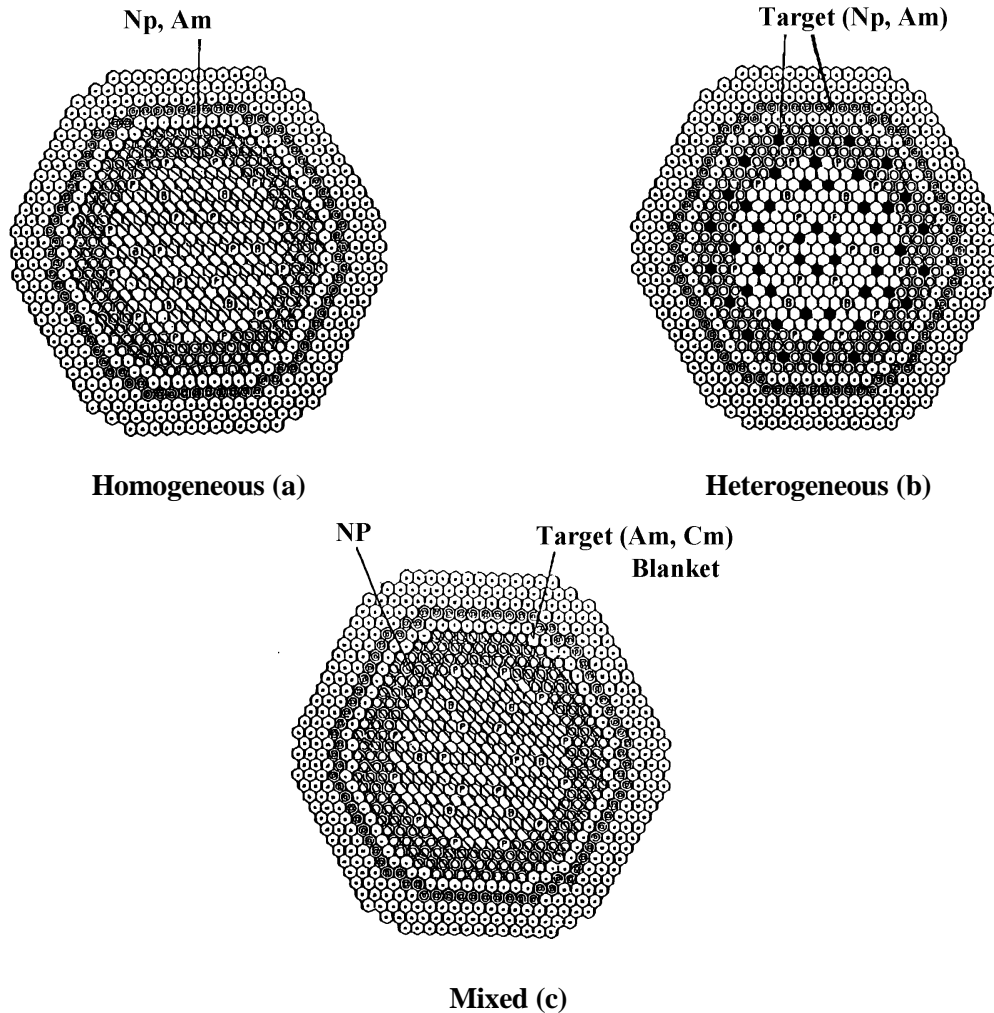 Np, Am
Target (Np, Am)
Homogeneous (a)
Heterogeneous (b)
NP
Target (Am, Cm)
Blanket
Mixed (c)